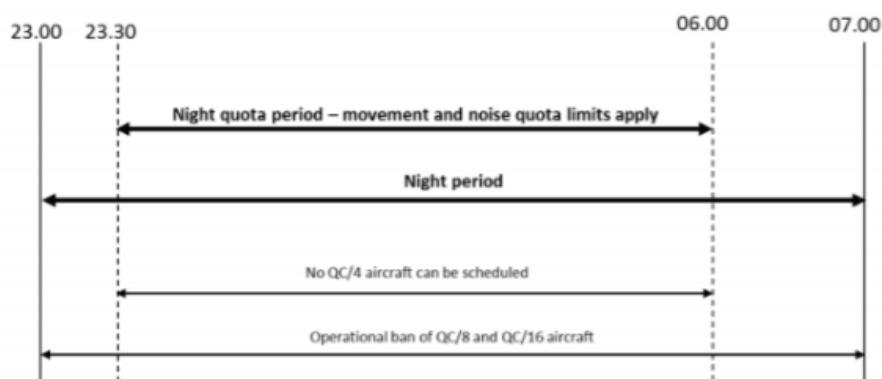 23.00 23.30 06.00 07.00
Night quota period – movement and noise quota limits apply
Night period
No QC/4 aircraft can be scheduled
Operational ban of QC/8 and QC/16 aircraft